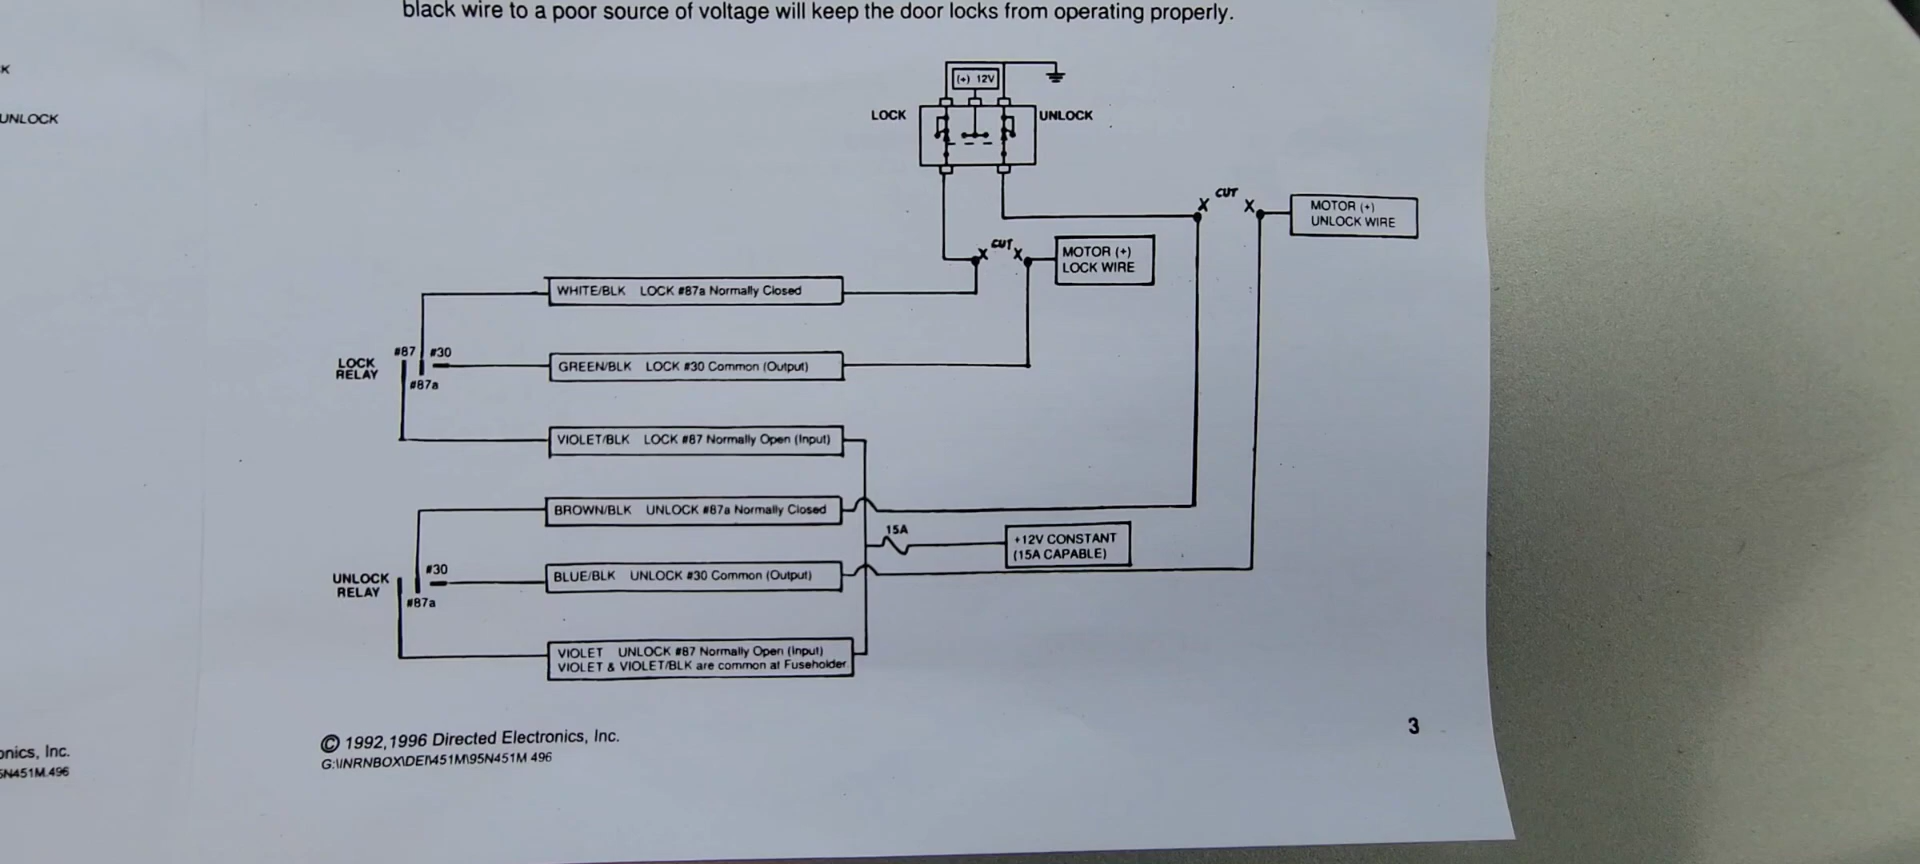 black wire to a poor source of voltage will keep the door locks from operating properly.
K
UNLOCK
(+) 12V
LOCK
UNLOCK
CUT
X X
MOTOR (+)
UNLOCK WIRE
CUT
X X
MOTOR (+)
LOCK WIRE
WHITE/BLK LOCK #87a Normally Closed
#87 #30
LOCK
RELAY
#87a
GREEN/BLK LOCK #30 Common (Output)
VIOLET/BLK LOCK #87 Normally Open (Input)
BROWN/BLK UNLOCK #87a Normally Closed
15A
+12V CONSTANT
(15A CAPABLE)
#30
UNLOCK
RELAY
#87a
BLUE/BLK UNLOCK #30 Common (Output)
VIOLET UNLOCK #87 Normally Open (Input)
VIOLET & VIOLET/BLK are common at Fuseholder
3
© 1992,1996 Directed Electronics, Inc.
G:\INRNBOX\DEI\451M\95N451M 496
onics, Inc.
5N451M.496